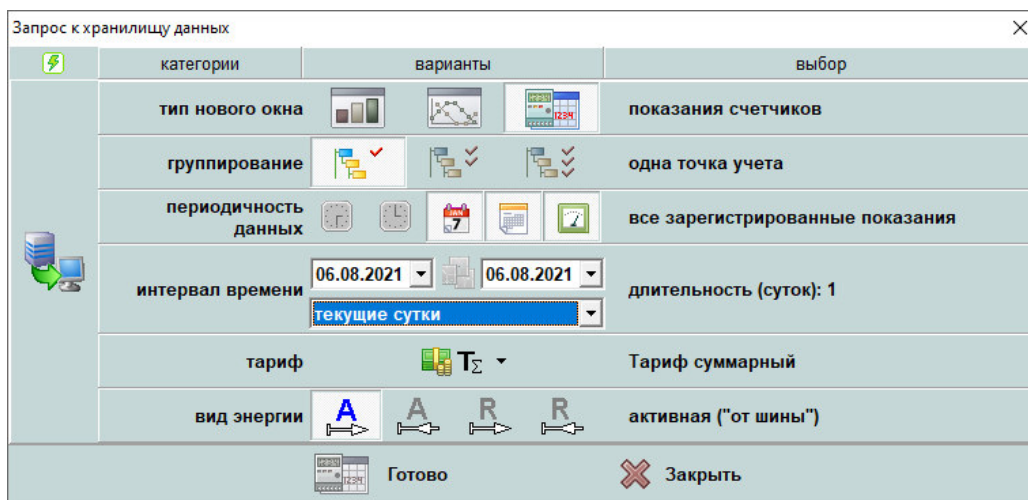 Запрос к хранилищу данных
категории варианты выбор
тип нового окна показания счетчиков
группирование одна точка учета
периодичность
данных
JAN
7
все зарегистрированные показания
интервал времени
06.08.2021 06.08.2021
текущие сутки
длительность (суток): 1
тариф TΣ Тариф суммарный
вид энергии A A R R активная ("от шины")
Готово Закрыть